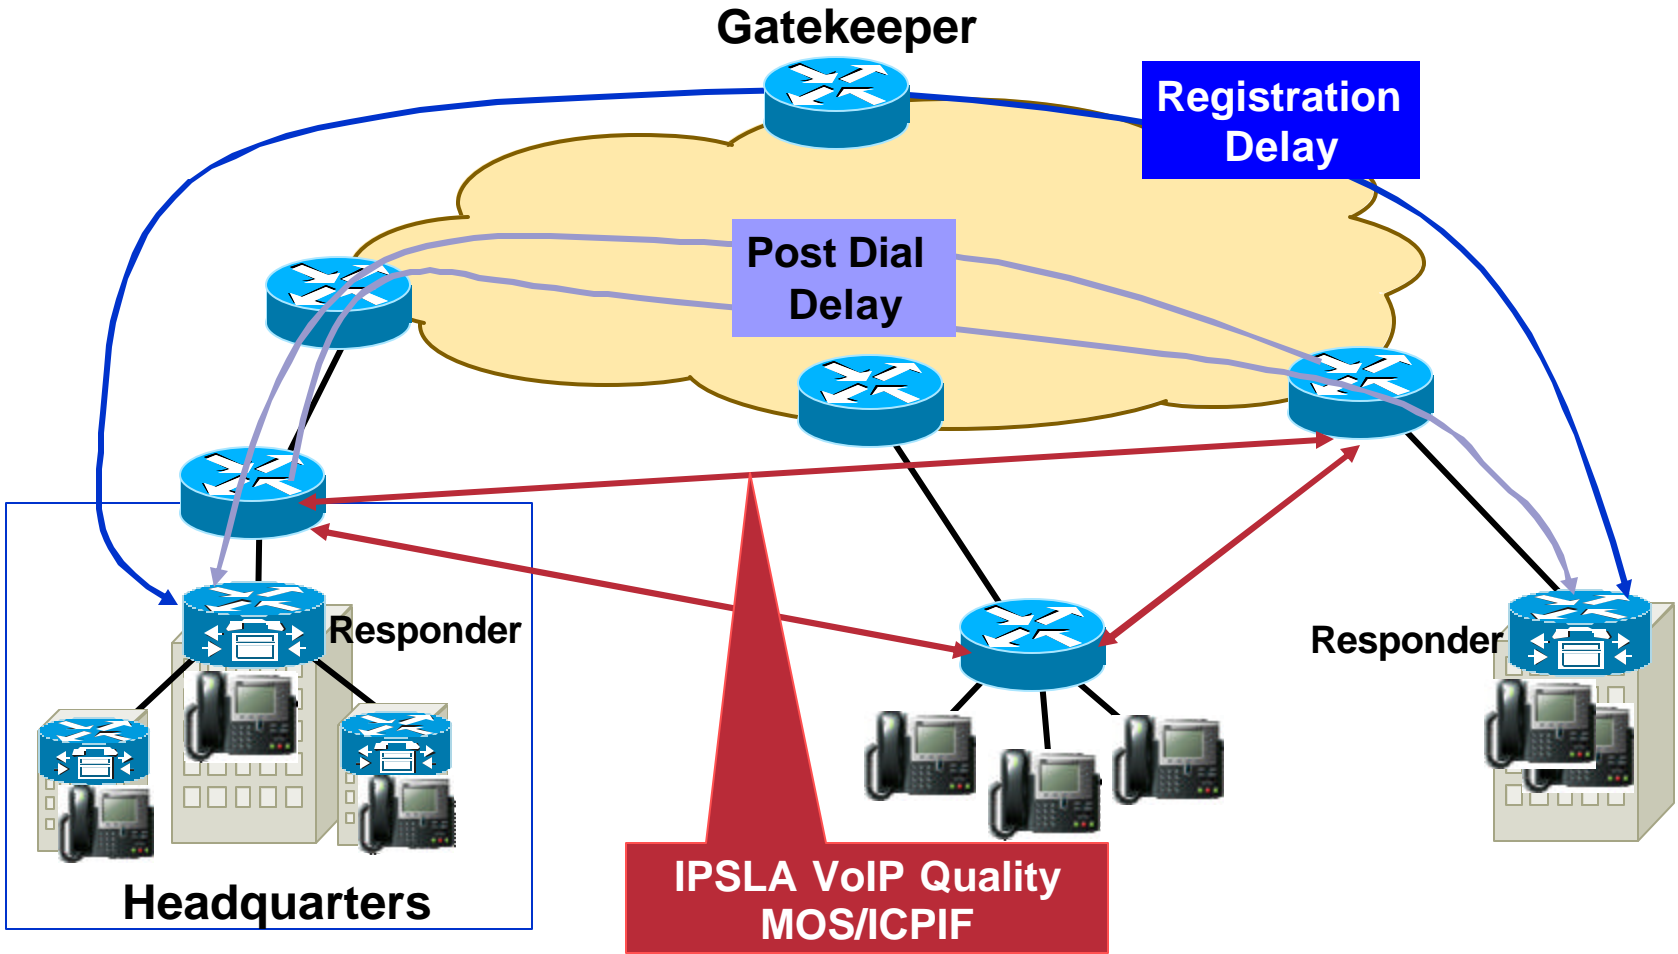 Gatekeeper
Registration
Delay
Post Dial
Delay
Responder
Responder
IPSLA VoIP Quality
MOS/ICPIF
Headquarters